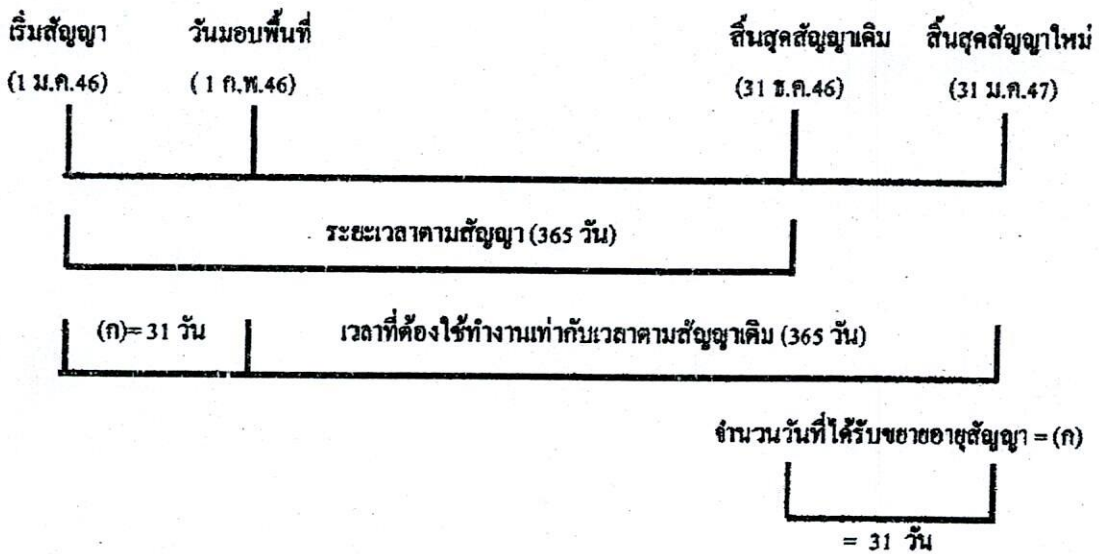 เริ่มสัญญา วันมอบพื้นที่ สิ้นสุดสัญญาเดิม สิ้นสุดสัญญาใหม่
(1 ม.ค.46) ( 1 ก.พ.46) (31 ธ.ค.46) (31 ม.ค.47)
ระยะเวลาตามสัญญา (365 วัน)
(ก)= 31 วัน เวลาที่ต้องใช้ทำงานเท่ากับเวลาตามสัญญาเดิม (365 วัน)
จำนวนวันที่ได้รับขยายอายุสัญญา = (ก)
= 31 วัน